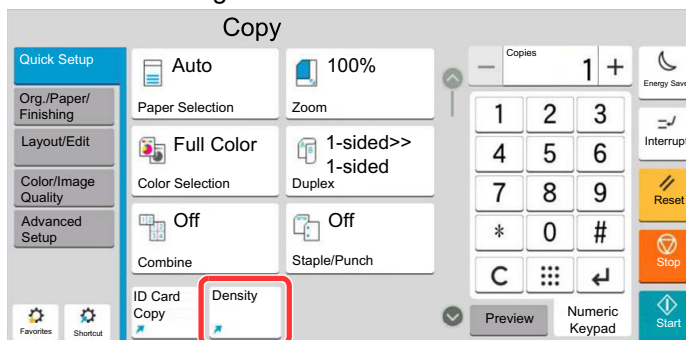 Copy
Quick Setup
Org./Paper/
Finishing
Layout/Edit
Color/Image
Quality
Advanced
Setup
Favorites
Shortcut
Auto
Paper Selection
100%
Zoom
Full Color
Color Selection
1-sided>>
1-sided
Duplex
Off
Combine
Off
Staple/Punch
ID Card
Copy
Density
Copies
− 1 +
1 2 3
4 5 6
7 8 9
* 0 #
C
Preview
Numeric
Keypad
Energy Save
Interrupt
Reset
Stop
Start